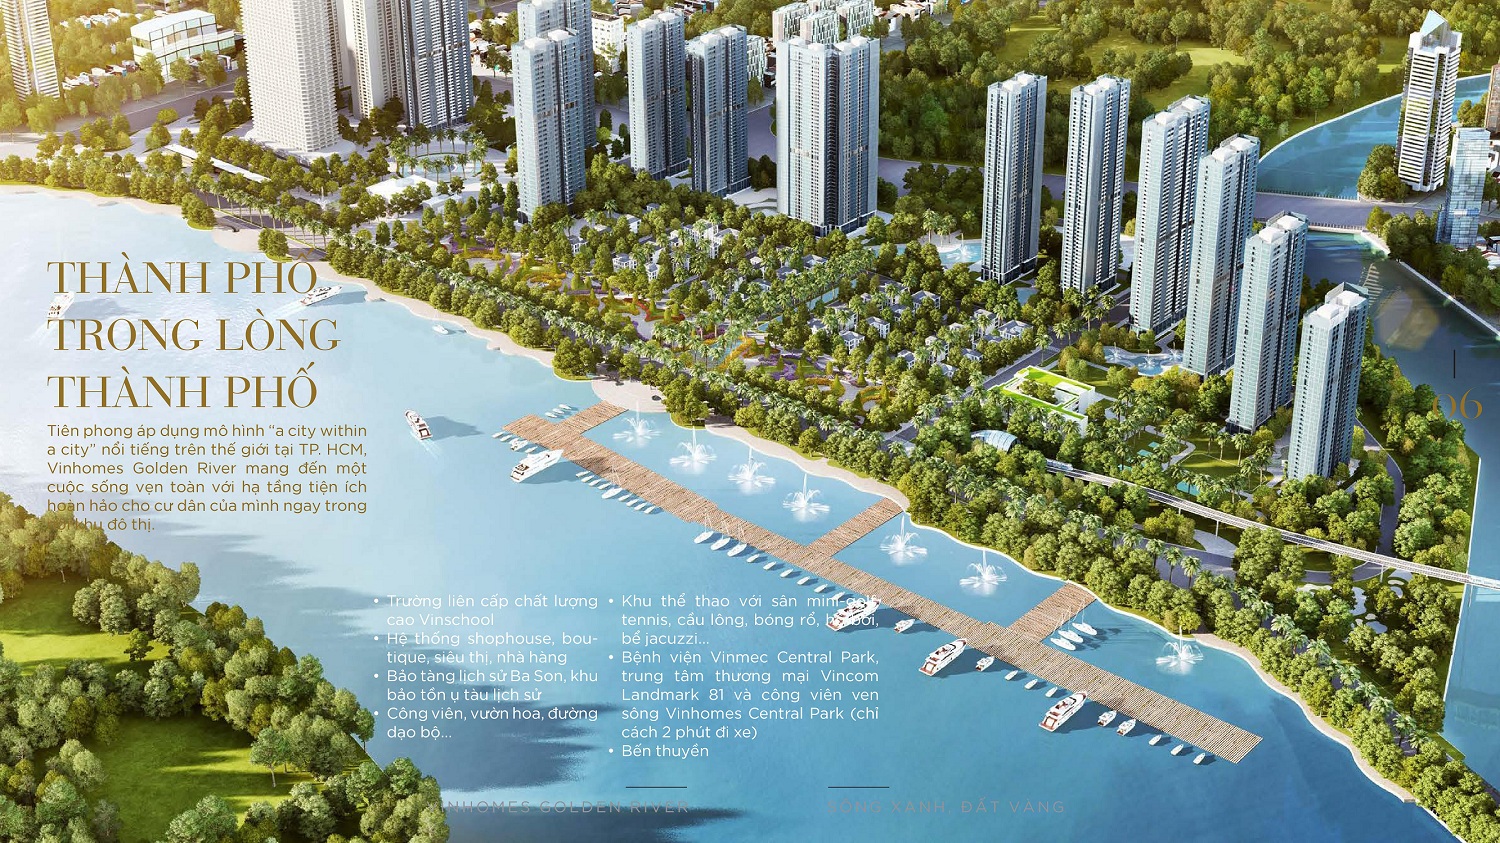 THÀNH PHỐ
TRONG LÒNG
THÀNH PHỐ
Tiên phong áp dụng mô hình “a city within
a city” nổi tiếng trên thế giới tại TP. HCM,
Vinhomes Golden River mang đến một
cuộc sống vẹn toàn với hạ tầng tiện ích
hoàn hảo cho cư dân của mình ngay trong
khu đô thị.
• Trường liên cấp chất lượng
cao Vinschool
• Hệ thống shophouse, bou-
tique, siêu thị, nhà hàng
• Bảo tàng lịch sử Ba Son, khu
bảo tồn ụ tàu lịch sử
• Công viên, vườn hoa, đường
dạo bộ...
• Khu thể thao với sân mini-golf,
tennis, cầu lông, bóng rổ, hồ bơi,
bể jacuzzi...
• Bệnh viện Vinmec Central Park,
trung tâm thương mại Vincom
Landmark 81 và công viên ven
sông Vinhomes Central Park (chỉ
cách 2 phút đi xe)
• Bến thuyền
06
VINHOMES GOLDEN RIVER
SÔNG XANH, ĐẤT VÀNG